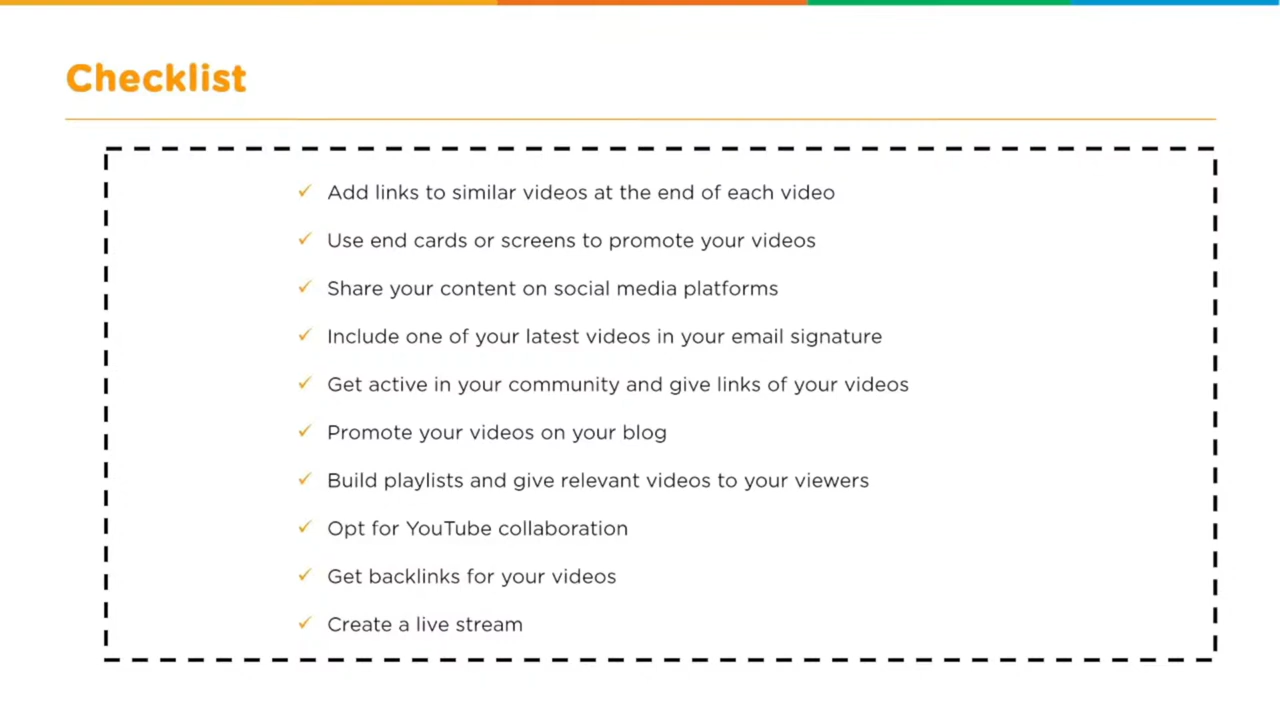 Checklist
✓ Add links to similar videos at the end of each video
✓ Use end cards or screens to promote your videos
✓ Share your content on social media platforms
✓ Include one of your latest videos in your email signature
✓ Get active in your community and give links of your videos
✓ Promote your videos on your blog
✓ Build playlists and give relevant videos to your viewers
✓ Opt for YouTube collaboration
✓ Get backlinks for your videos
✓ Create a live stream